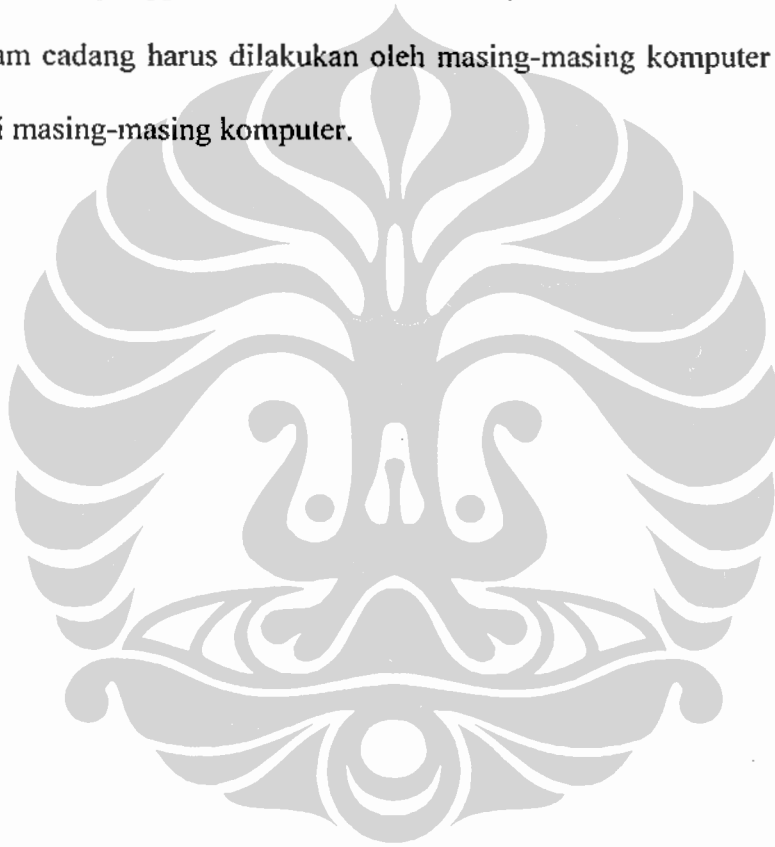 am cadang harus dilakukan oleh masing-masing komputer
masing-masing komputer.